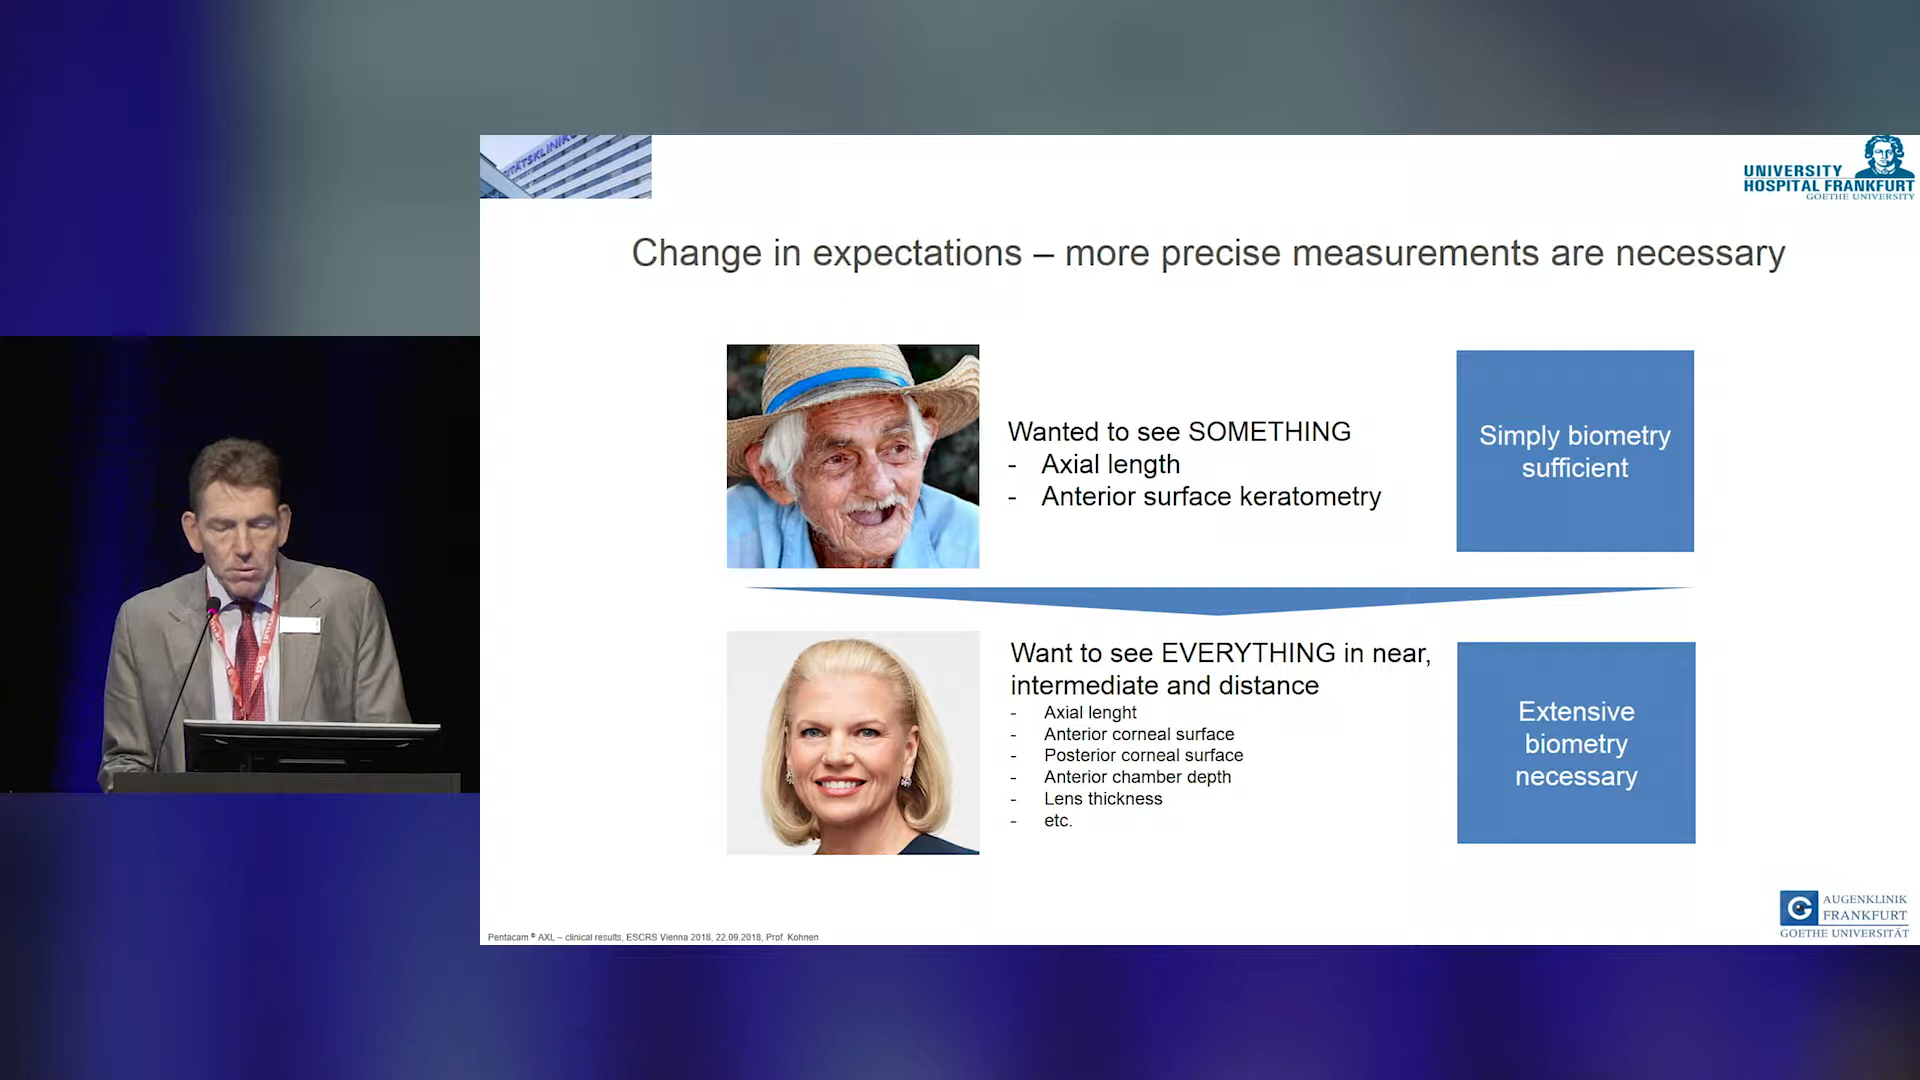 ITÄTSKLINIK
UNIVERSITY
HOSPITAL FRANKFURT
GOETHE UNIVERSITY
Change in expectations – more precise measurements are necessary
Wanted to see SOMETHING
- Axial length
- Anterior surface keratometry
Simply biometry
sufficient
Want to see EVERYTHING in near,
intermediate and distance
- Axial lenght
- Anterior corneal surface
- Posterior corneal surface
- Anterior chamber depth
- Lens thickness
- etc.
Extensive
biometry
necessary
AUGENKLINIK
FRANKFURT
GOETHE UNIVERSITÄT
Pentacam ® AXL – clinical results, ESCRS Vienna 2018, 22.09.2018, Prof. Kohnen